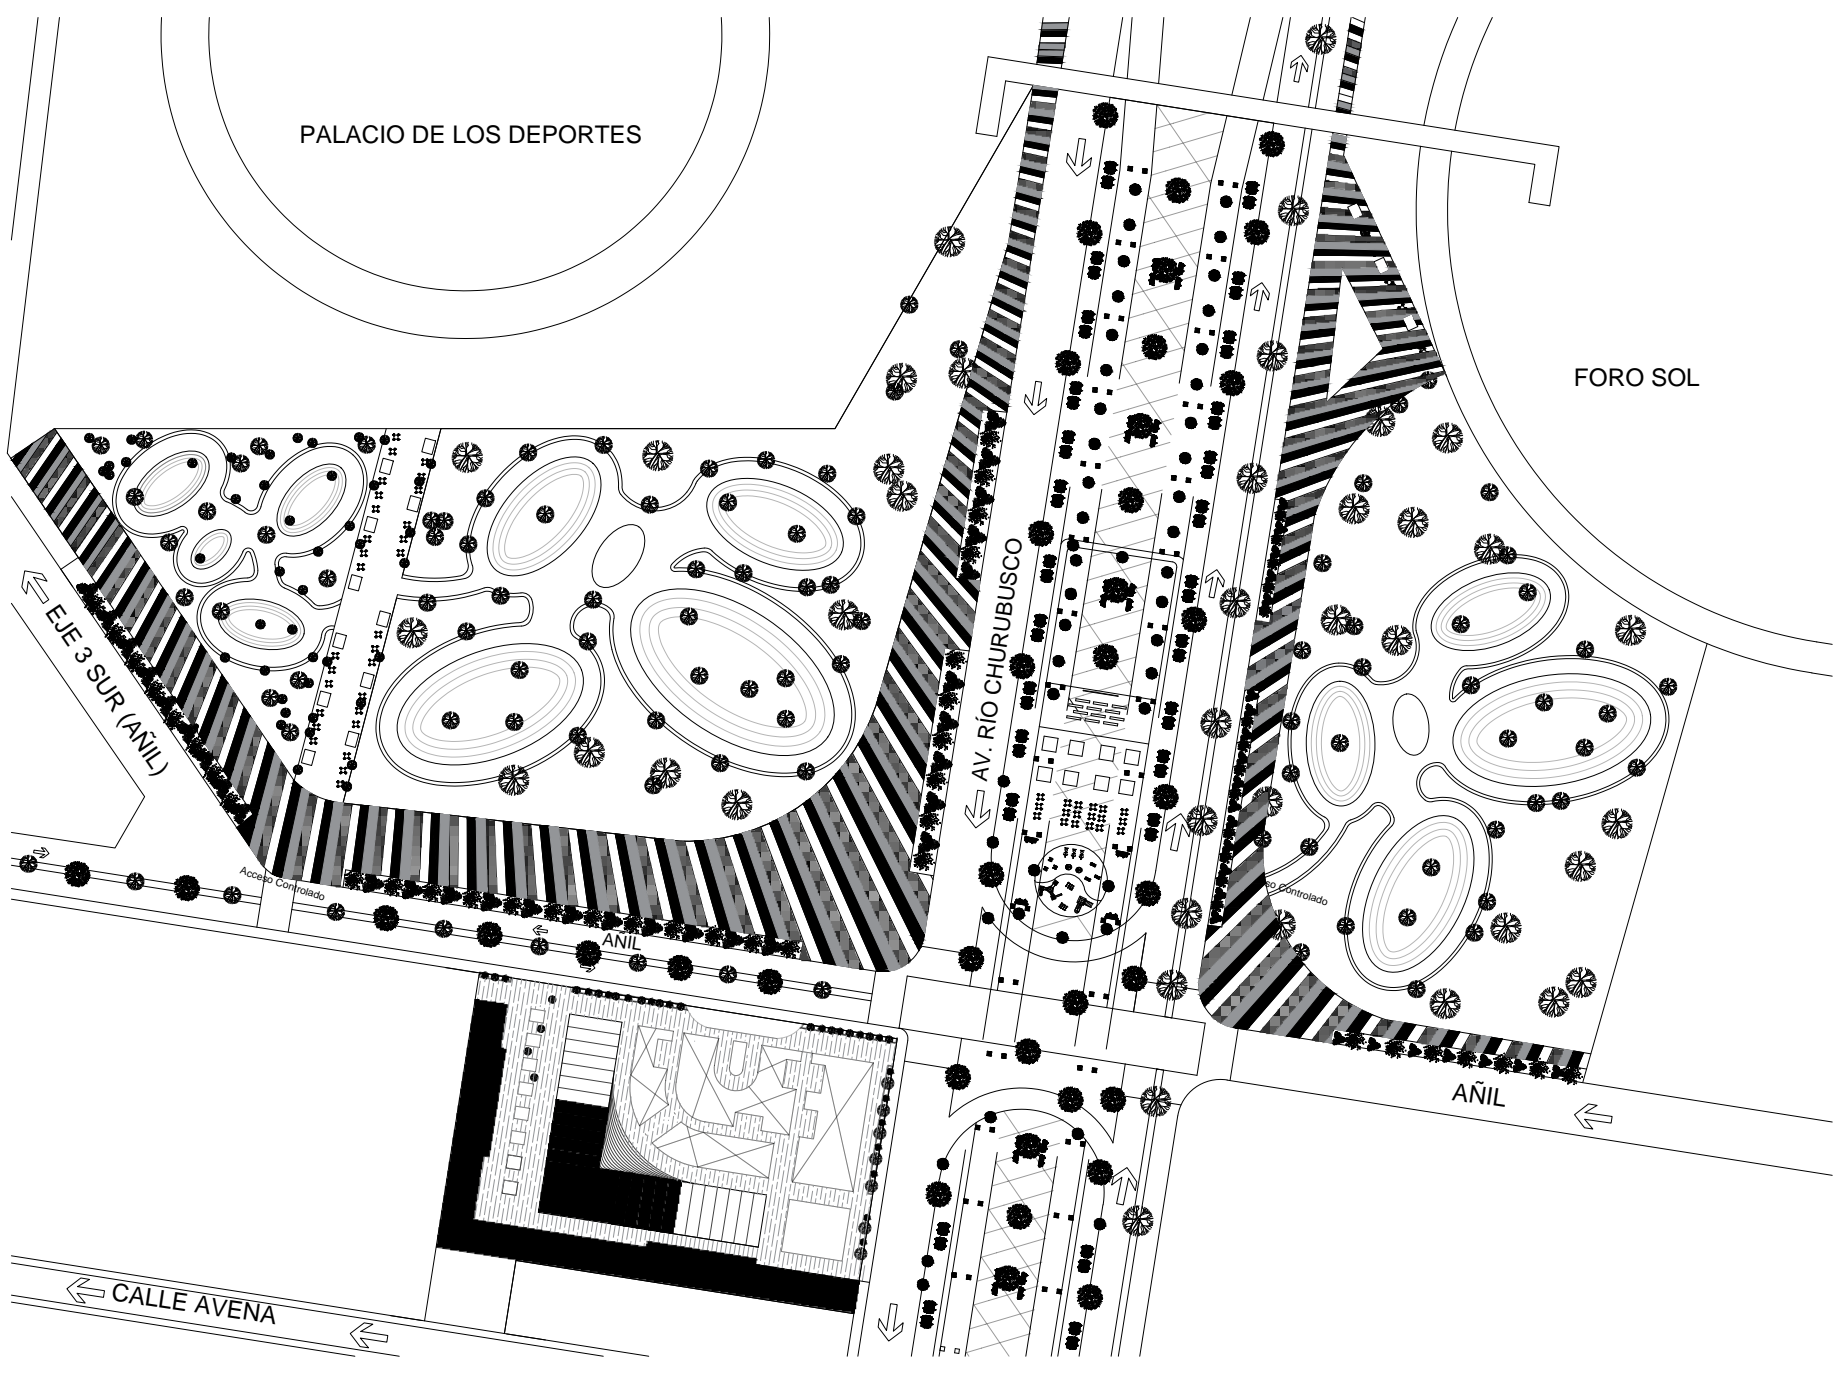 PALACIO DE LOS DEPORTES
FORO SOL
AV. RÍO CHURUBUSCO
EJE 3 SUR (AÑIL)
Acceso Controlado
so Controlado
AÑIL
AÑIL
CALLE AVENA